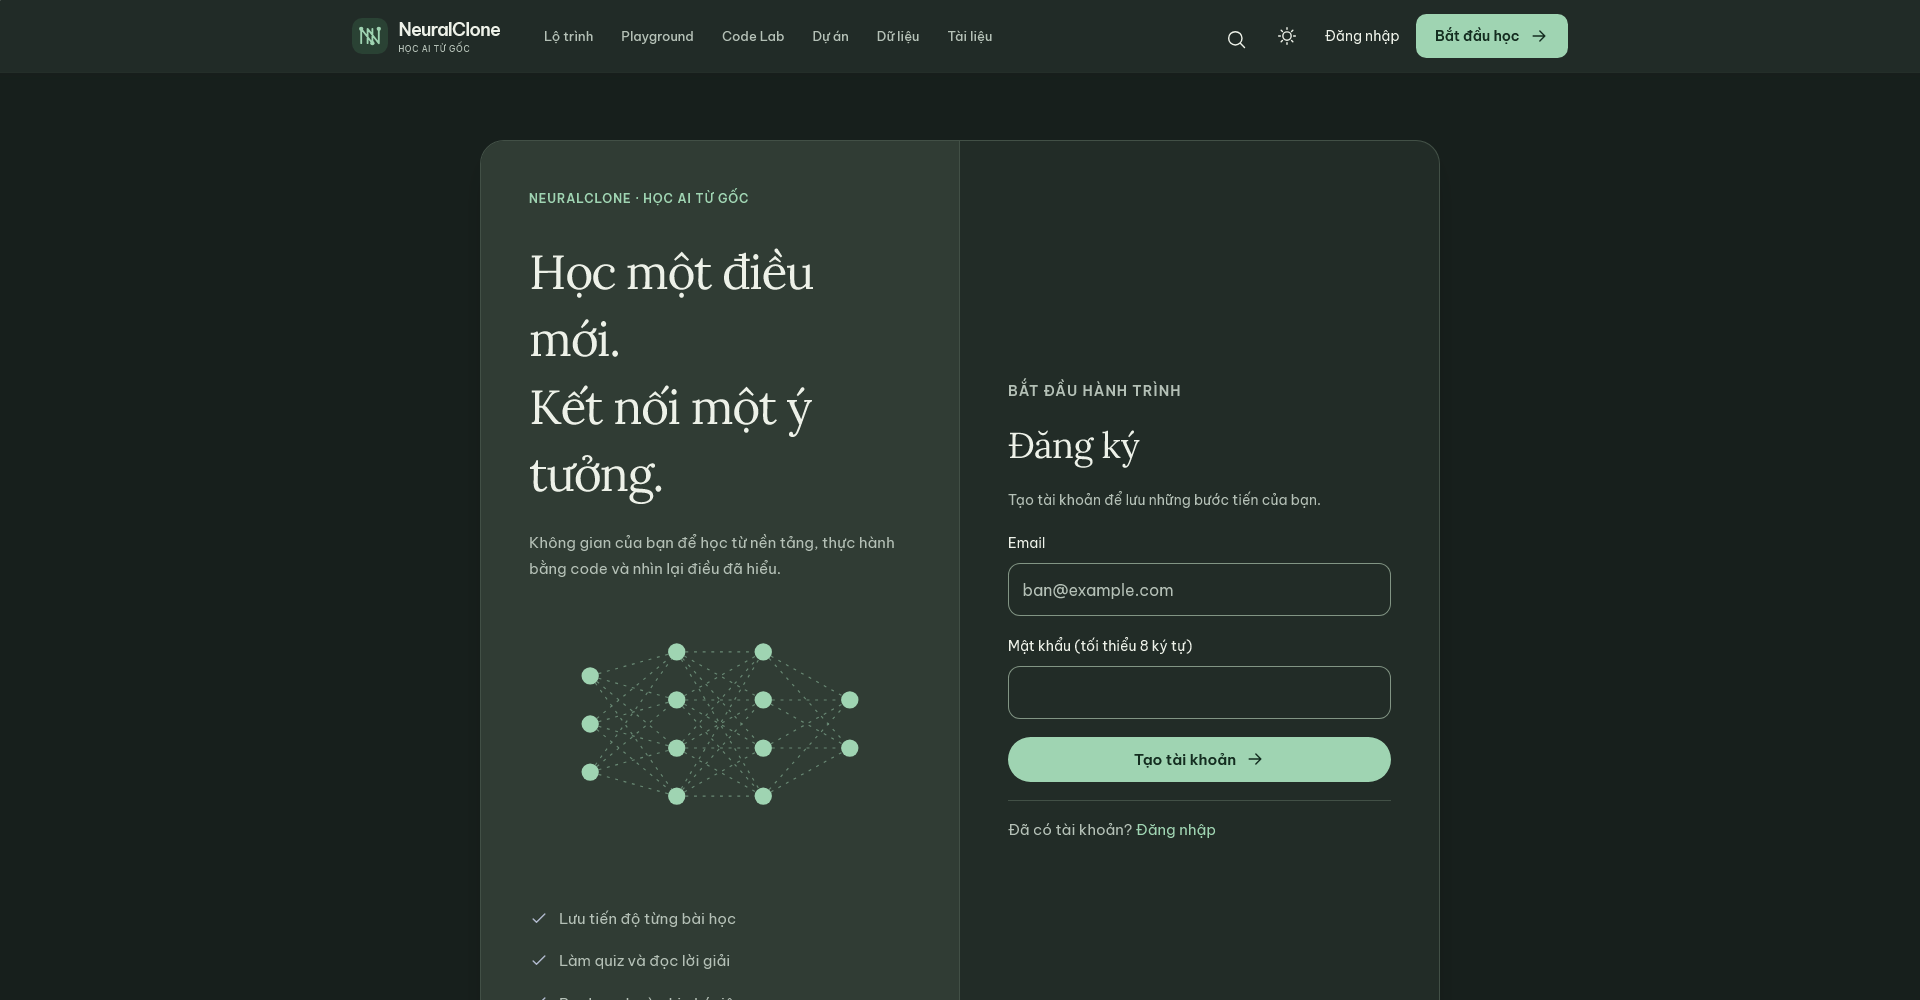 NeuralClone
HỌC AI TỪ GỐC
Lộ trình
Playground
Code Lab
Dự án
Dữ liệu
Tài liệu
Đăng nhập
Bắt đầu học
NEURALCLONE · HỌC AI TỪ GỐC
Học một điều
mới.
Kết nối một ý
tưởng.
Không gian của bạn để học từ nền tảng, thực hành
bằng code và nhìn lại điều đã hiểu.
Lưu tiến độ từng bài học
Làm quiz và đọc lời giải
BẮT ĐẦU HÀNH TRÌNH
Đăng ký
Tạo tài khoản để lưu những bước tiến của bạn.
Email
ban@example.com
Mật khẩu (tối thiểu 8 ký tự)
Tạo tài khoản
Đã có tài khoản? Đăng nhập